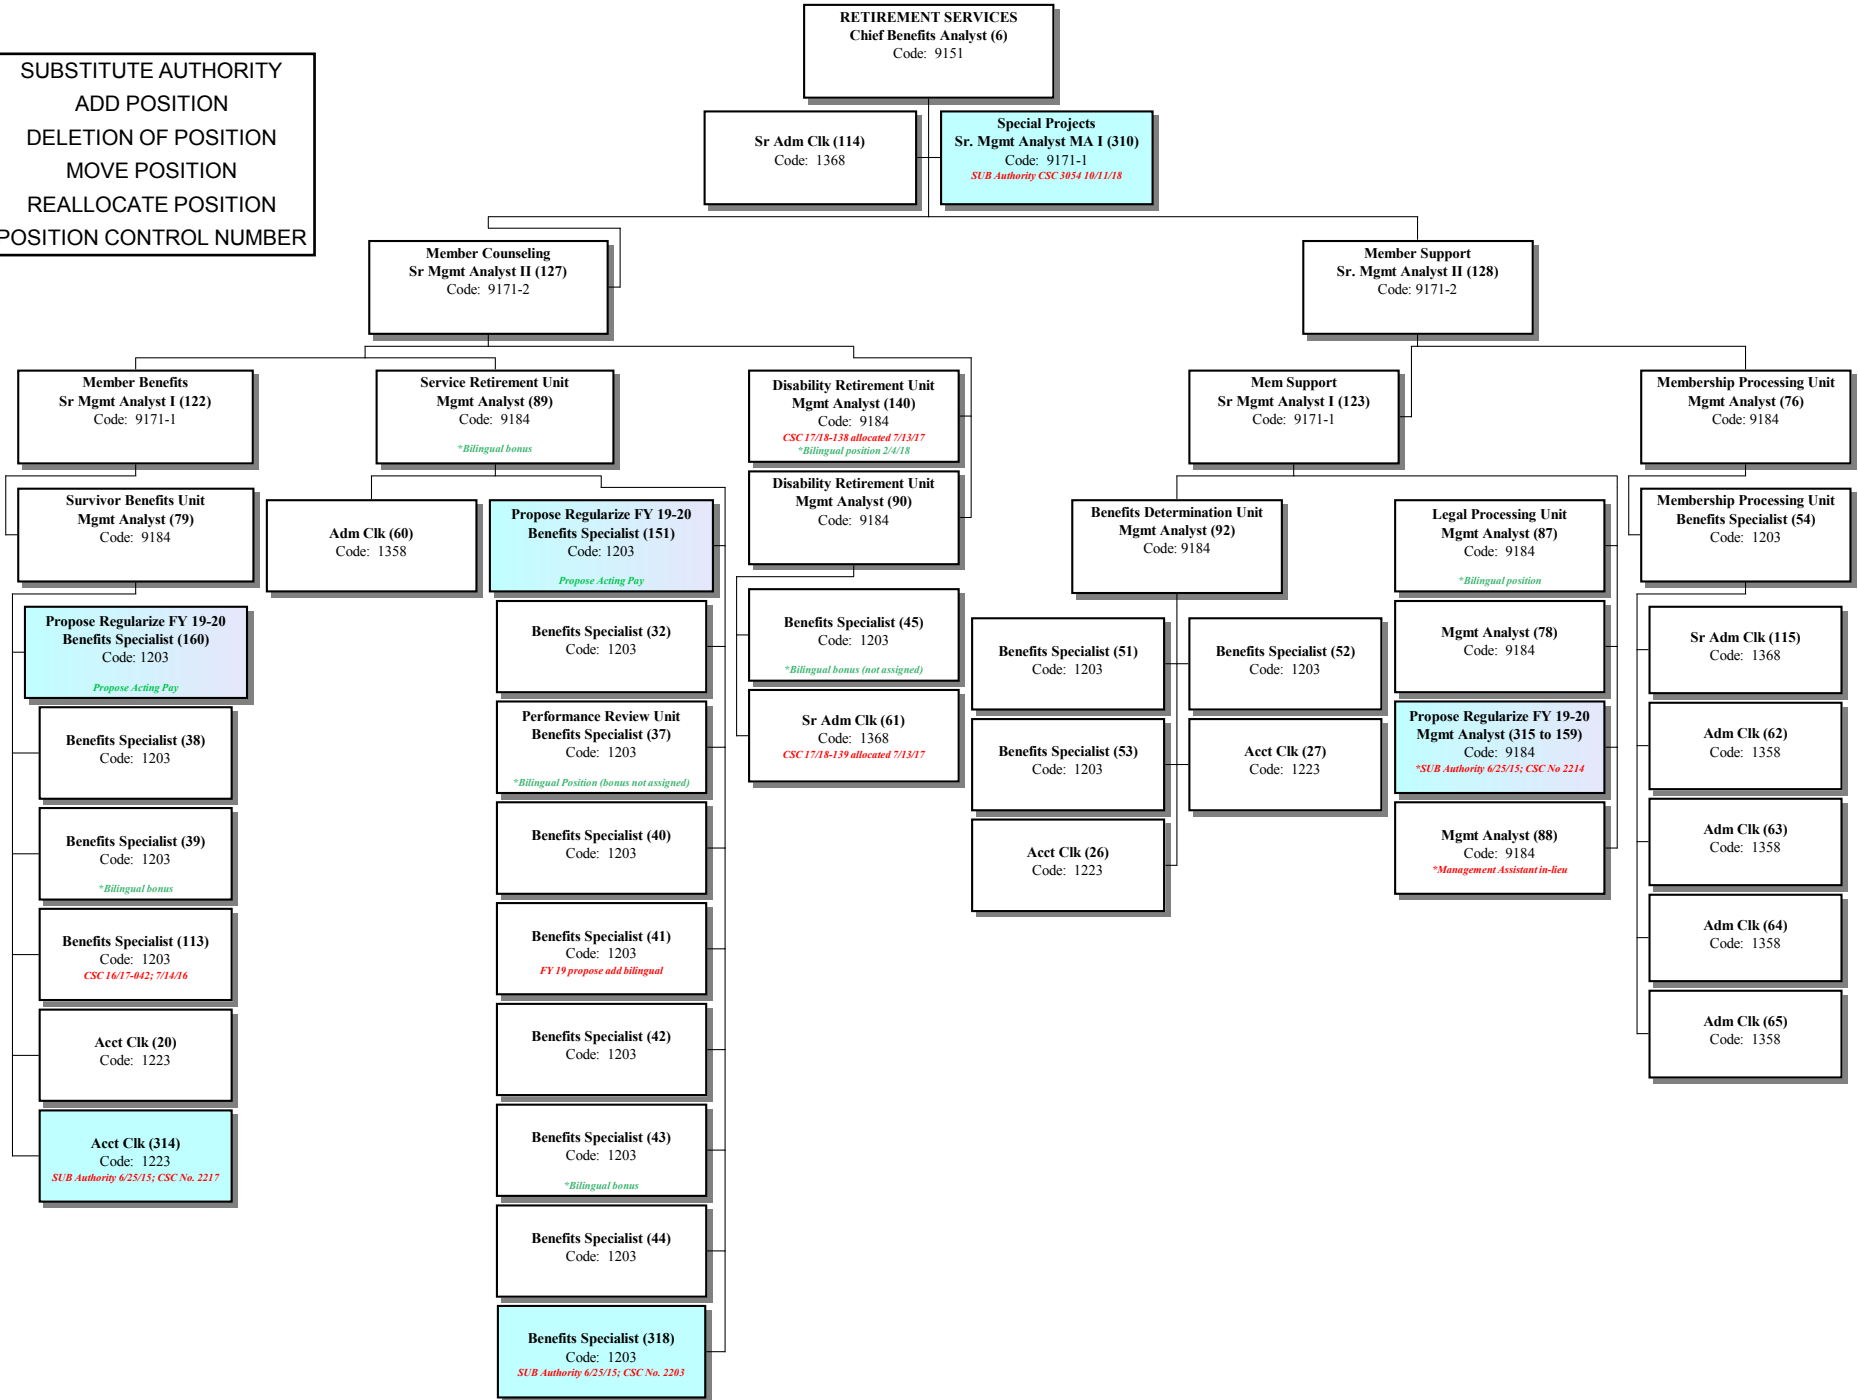 RETIREMENT SERVICES
Chief Benefits Analyst (6)
Code: 9151
SUBSTITUTE AUTHORITY
ADD POSITION
DELETION OF POSITION
MOVE POSITION
REALLOCATE POSITION
POSITION CONTROL NUMBER
Sr Adm Clk (114)
Code: 1368
Special Projects
Sr. Mgmt Analyst MA I (310)
Code: 9171-1
SUB Authority CSC 3054 10/11/18
Member Counseling
Sr Mgmt Analyst II (127)
Code: 9171-2
Member Support
Sr. Mgmt Analyst II (128)
Code: 9171-2
Member Benefits
Sr Mgmt Analyst I (122)
Code: 9171-1
Service Retirement Unit
Mgmt Analyst (89)
Code: 9184
*Bilingual bonus
Disability Retirement Unit
Mgmt Analyst (140)
Code: 9184
CSC 17/18-138 allocated 7/13/17
*Bilingual position 2/4/18
Mem Support
Sr Mgmt Analyst I (123)
Code: 9171-1
Membership Processing Unit
Mgmt Analyst (76)
Code: 9184
Survivor Benefits Unit
Mgmt Analyst (79)
Code: 9184
Adm Clk (60)
Code: 1358
Propose Regularize FY 19-20
Benefits Specialist (151)
Code: 1203
Propose Acting Pay
Disability Retirement Unit
Mgmt Analyst (90)
Code: 9184
Benefits Determination Unit
Mgmt Analyst (92)
Code: 9184
Legal Processing Unit
Mgmt Analyst (87)
Code: 9184
*Bilingual position
Membership Processing Unit
Benefits Specialist (54)
Code: 1203
Propose Regularize FY 19-20
Benefits Specialist (160)
Code: 1203
Propose Acting Pay
Benefits Specialist (38)
Code: 1203
Benefits Specialist (39)
Code: 1203
*Bilingual bonus
Benefits Specialist (113)
Code: 1203
CSC 16/17-042; 7/14/16
Acct Clk (20)
Code: 1223
Acct Clk (314)
Code: 1223
SUB Authority 6/25/15; CSC No. 2217
Benefits Specialist (32)
Code: 1203
Performance Review Unit
Benefits Specialist (37)
Code: 1203
*Bilingual Position (bonus not assigned)
Benefits Specialist (40)
Code: 1203
Benefits Specialist (41)
Code: 1203
FY 19 propose add bilingual
Benefits Specialist (42)
Code: 1203
Benefits Specialist (43)
Code: 1203
*Bilingual bonus
Benefits Specialist (44)
Code: 1203
Benefits Specialist (318)
Code: 1203
SUB Authority 6/25/15; CSC No. 2203
Benefits Specialist (45)
Code: 1203
*Bilingual bonus (not assigned)
Sr Adm Clk (61)
Code: 1368
CSC 17/18-139 allocated 7/13/17
Benefits Specialist (51)
Code: 1203
Benefits Specialist (52)
Code: 1203
Benefits Specialist (53)
Code: 1203
Acct Clk (27)
Code: 1223
Acct Clk (26)
Code: 1223
Mgmt Analyst (78)
Code: 9184
Propose Regularize FY 19-20
Mgmt Analyst (315 to 159)
Code: 9184
*SUB Authority 6/25/15; CSC No 2214
Mgmt Analyst (88)
Code: 9184
*Management Assistant in-lieu
Sr Adm Clk (115)
Code: 1368
Adm Clk (62)
Code: 1358
Adm Clk (63)
Code: 1358
Adm Clk (64)
Code: 1358
Adm Clk (65)
Code: 1358